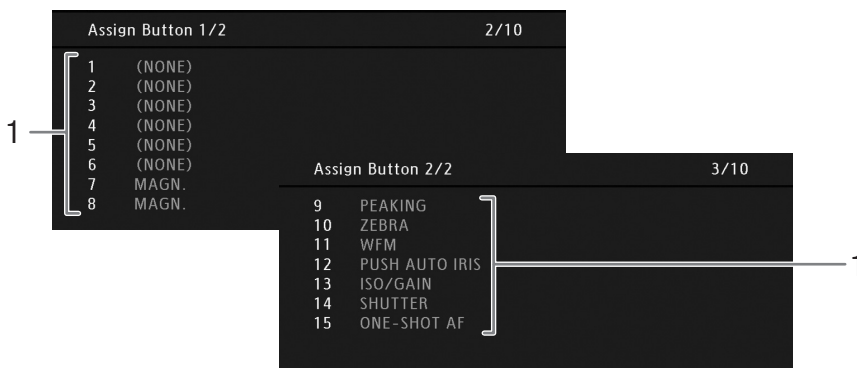 Assign Button 1/2 2/10
1 (NONE)
2 (NONE)
3 (NONE)
4 (NONE)
5 (NONE)
6 (NONE)
7 MAGN.
8 MAGN.
1
Assign Button 2/2 3/10
9 PEAKING
10 ZEBRA
11 WFM
12 PUSH AUTO IRIS
13 ISO/GAIN
14 SHUTTER
15 ONE-SHOT AF
1